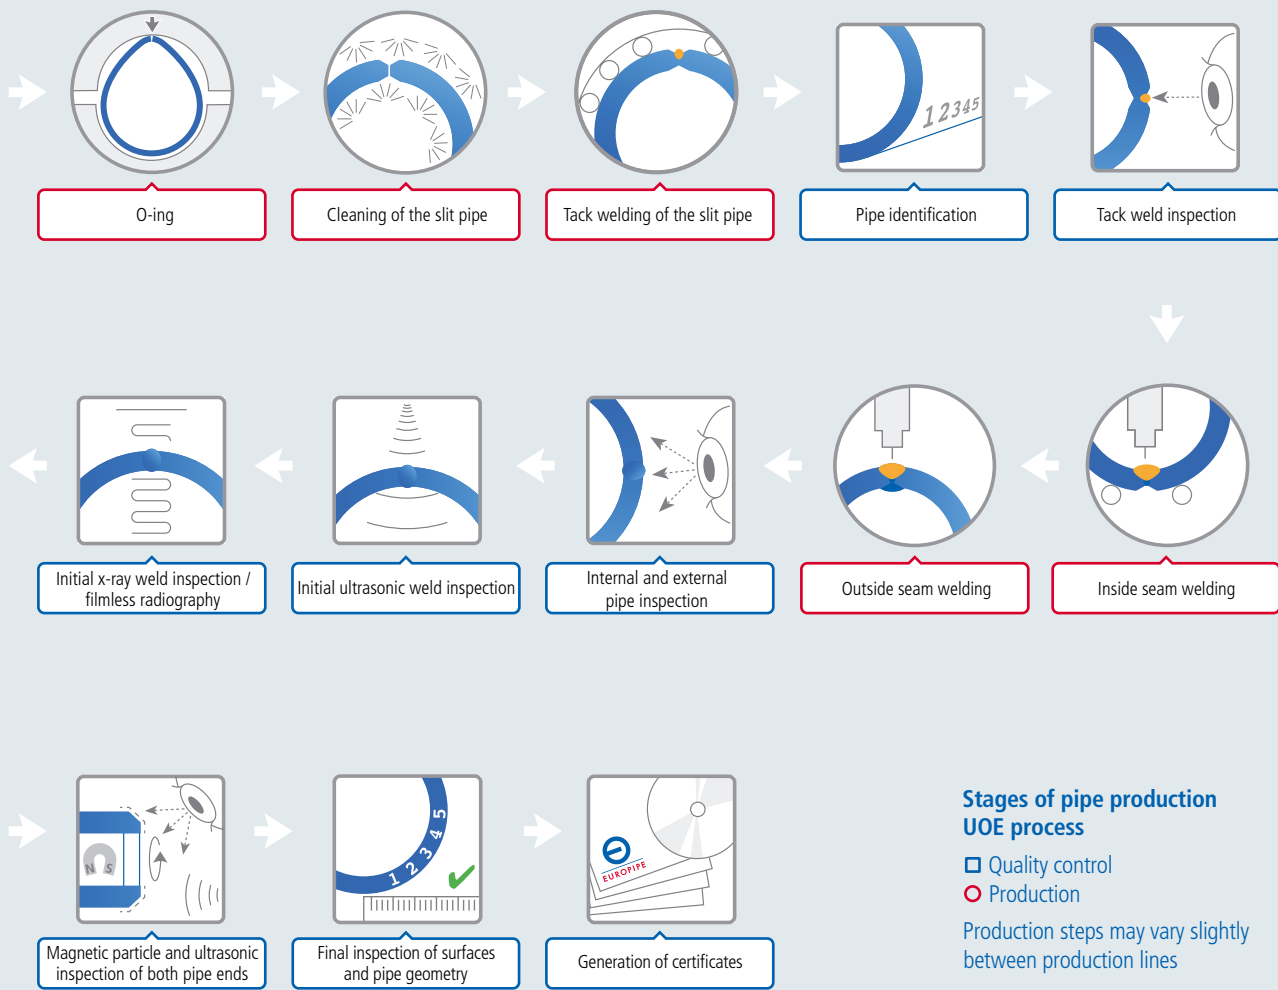 12345
O-ing
Cleaning of the slit pipe
Tack welding of the slit pipe
Pipe identification
Tack weld inspection
Initial x-ray weld inspection /
filmless radiography
Initial ultrasonic weld inspection
Internal and external
pipe inspection
Outside seam welding
Inside seam welding
N S
1 2 3 4 5
EUROPIPE
Magnetic particle and ultrasonic
inspection of both pipe ends
Final inspection of surfaces
and pipe geometry
Generation of certificates
Stages of pipe production
UOE process
Quality control
Production
Production steps may vary slightly
between production lines